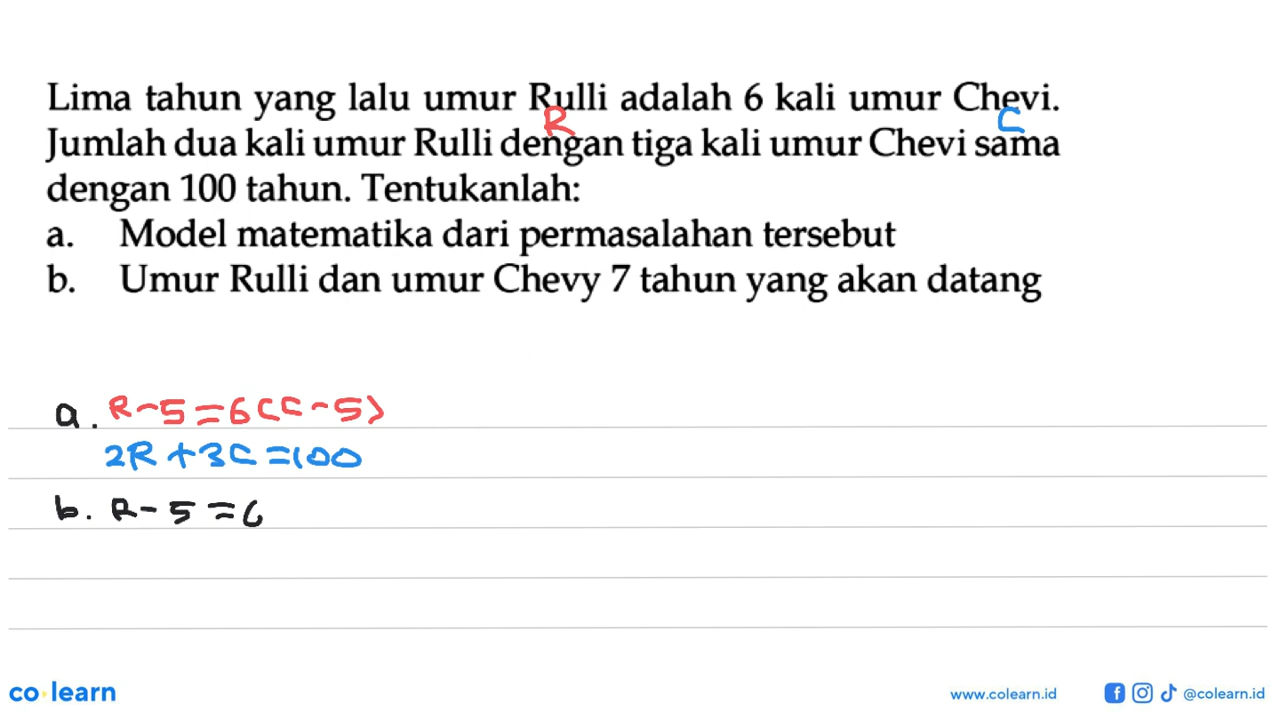 Lima tahun yang lalu umur Rulli adalah 6 kali umur Chevi.
R C
Jumlah dua kali umur Rulli dengan tiga kali umur Chevi sama
dengan 100 tahun. Tentukanlah:
a. Model matematika dari permasalahan tersebut
b. Umur Rulli dan umur Chevy 7 tahun yang akan datang
a. R-5=6(C-5)
2R+3C=100
b. R-5=6
co learn
www.colearn.id @colearn.id